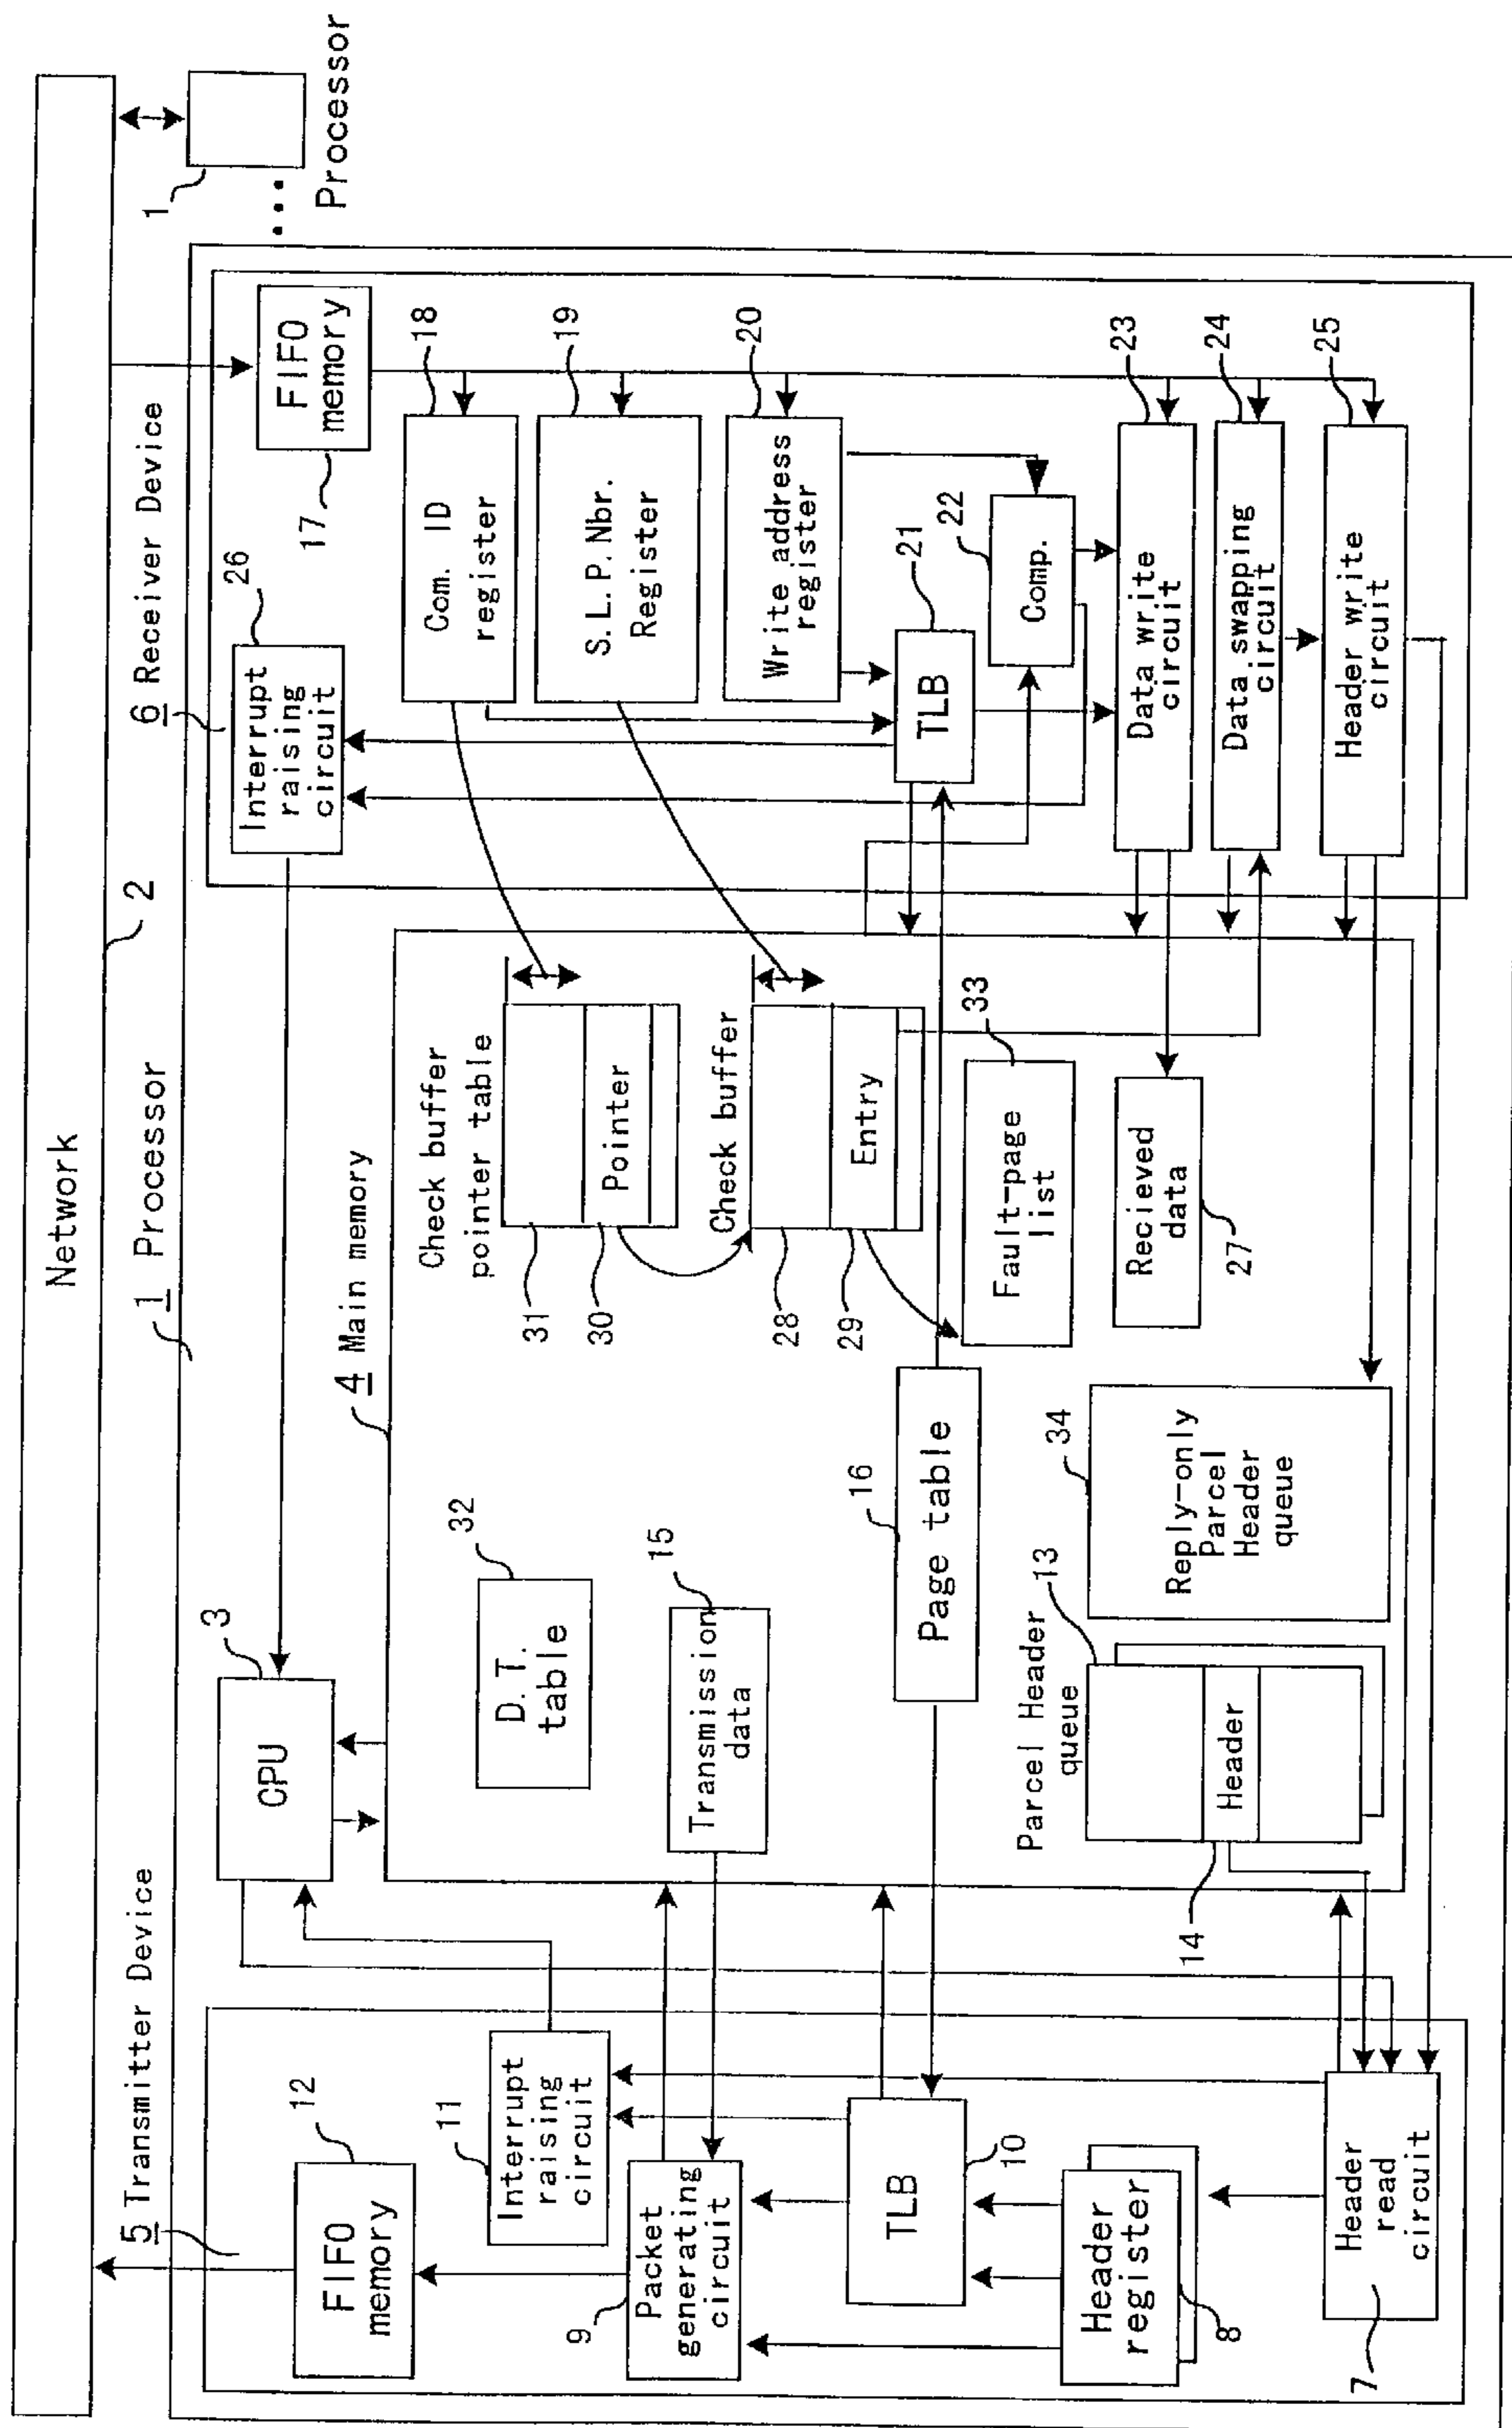 Network
2
1 Processor
1
Processor
5 Transmitter Device
12
FIFO
memory
11
Interrupt
raising
circuit
9
Packet
generating
circuit
10
TLB
Header
register
8
Header
read
circuit
7
3
CPU
4 Main memory
32
D. T.
table
15
Transmission
data
16
Page table
Parcel Header
queue
13
Header
14
34
Reply-only
Parcel
Header
queue
Check buffer
pointer table
31
30
Pointer
Check buffer
28
29
Entry
33
Fault-page
list
Recieved
data
27
6 Receiver Device
26
Interrupt
raising
circuit
17
FIFO
memory
18
Com. ID
register
19
S. L. P. Nbr.
Register
20
Write address
register
21
TLB
22
Comp.
23
Data write
circuit
24
Data swapping
circuit
25
Header write
circuit